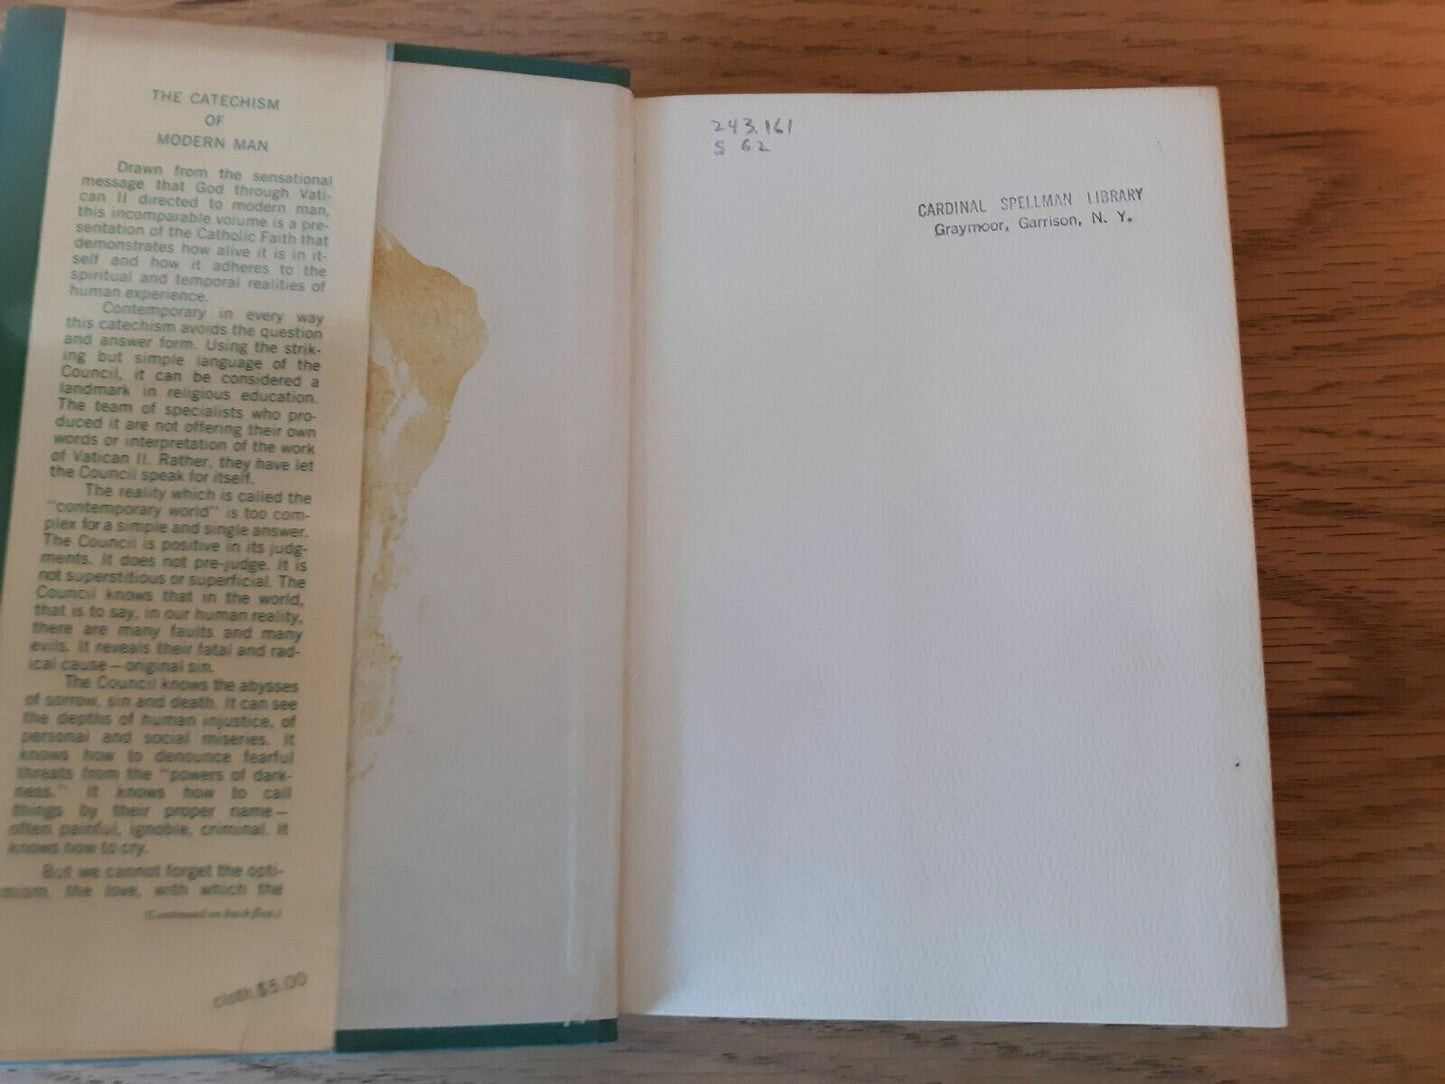 THE CATECHISM
OF
MODERN MAN
Drawn from the sensational
message that God through Vati-
can II directed to modern man,
this incomparable volume is a pre-
sentation of the Catholic Faith that
demonstrates how alive it is in it-
self and how it adheres to the
spiritual and temporal realities of
human experience.
Contemporary in every way
this catechism avoids the question
and answer form. Using the strik-
ing but simple language of the
Council, it can be considered a
landmark in religious education.
The team of specialists who pro-
duced it are not offering their own
words or interpretation of the work
of Vatican II. Rather, they have let
the Council speak for itself.
The reality which is called the
"contemporary world" is too com-
plex for a simple and single answer.
The Council is positive in its judg-
ments. It does not pre-judge. It is
not superstitious or superficial. The
Council knows that in the world,
that is to say, in our human reality,
there are many faults and many
evils. It reveals their fatal and rad-
ical cause—original sin.
The Council knows the abysses
of sorrow, sin and death. It can see
the depths of human injustice, of
personal and social miseries. It
knows how to denounce fearful
threats from the "powers of dark-
ness." It knows how to call
things by their proper name—
often painful, ignoble, criminal. It
knows how to cry.
But we cannot forget the opti-
mism, the love, with which the
(Continued on back flap.)
cloth $5.00
243.161
S 62
CARDINAL SPELLMAN LIBRARY
Graymoor, Garrison, N. Y.